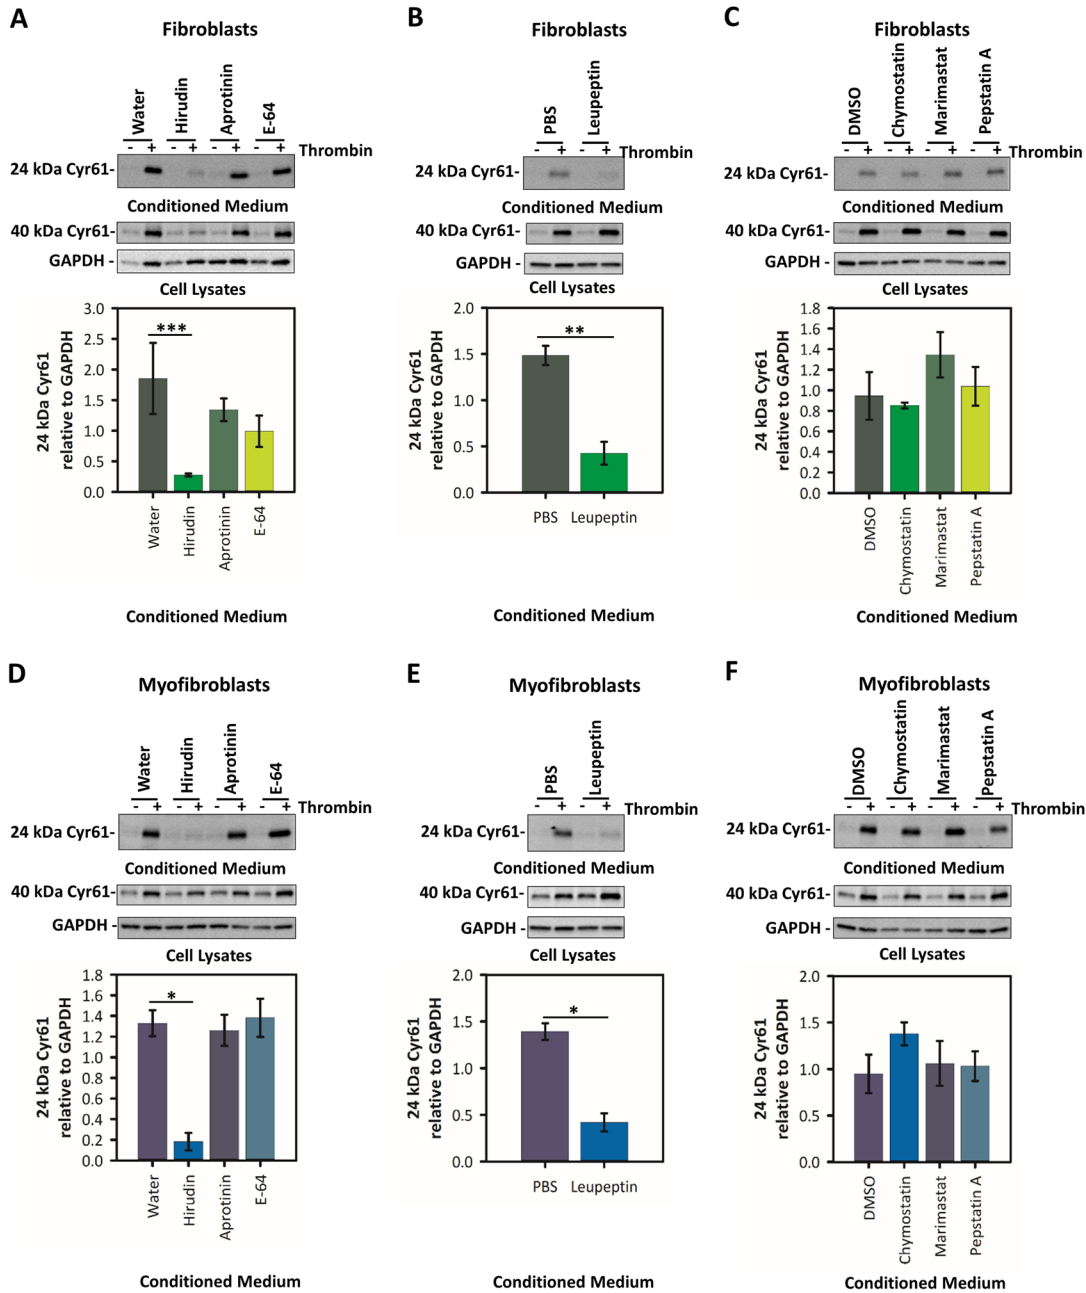 A
Fibroblasts
Water
Hirudin
Aprotinin
E-64
- + - + - + - + Thrombin
24 kDa Cyr61-
Conditioned Medium
40 kDa Cyr61-
GAPDH -
Cell Lysates
24 kDa Cyr61
relative to GAPDH
3.0
2.5
2.0
1.5
1.0
0.5
0.0
***
Water
Hirudin
Aprotinin
E-64
Conditioned Medium
B
Fibroblasts
PBS
Leupeptin
- + - + Thrombin
24 kDa Cyr61-
Conditioned Medium
40 kDa Cyr61-
GAPDH -
Cell Lysates
24 kDa Cyr61
relative to GAPDH
2.0
1.5
1.0
0.5
0.0
**
PBS
Leupeptin
Conditioned Medium
C
Fibroblasts
DMSO
Chymostatin
Marimastat
Pepstatin A
- + - + - + - + Thrombin
24 kDa Cyr61-
Conditioned Medium
40 kDa Cyr61-
GAPDH -
Cell Lysates
24 kDa Cyr61
relative to GAPDH
1.8
1.6
1.4
1.2
1.0
0.8
0.6
0.4
0.2
0.0
DMSO
Chymostatin
Marimastat
Pepstatin A
Conditioned Medium
D
Myofibroblasts
Water
Hirudin
Aprotinin
E-64
- + - + - + - + Thrombin
24 kDa Cyr61-
Conditioned Medium
40 kDa Cyr61-
GAPDH -
Cell Lysates
24 kDa Cyr61
relative to GAPDH
1.8
1.6
1.4
1.2
1.0
0.8
0.6
0.4
0.2
0.0
*
Water
Hirudin
Aprotinin
E-64
Conditioned Medium
E
Myofibroblasts
PBS
Leupeptin
- + - + Thrombin
24 kDa Cyr61-
Conditioned Medium
40 kDa Cyr61-
GAPDH -
Cell Lysates
24 kDa Cyr61
relative to GAPDH
2.0
1.5
1.0
0.5
0.0
*
PBS
Leupeptin
Conditioned Medium
F
Myofibroblasts
DMSO
Chymostatin
Marimastat
Pepstatin A
- + - + - + - + Thrombin
24 kDa Cyr61-
Conditioned Medium
40 kDa Cyr61-
GAPDH -
Cell Lysates
24 kDa Cyr61
relative to GAPDH
2.0
1.5
1.0
0.5
0.0
DMSO
Chymostatin
Marimastat
Pepstatin A
Conditioned Medium